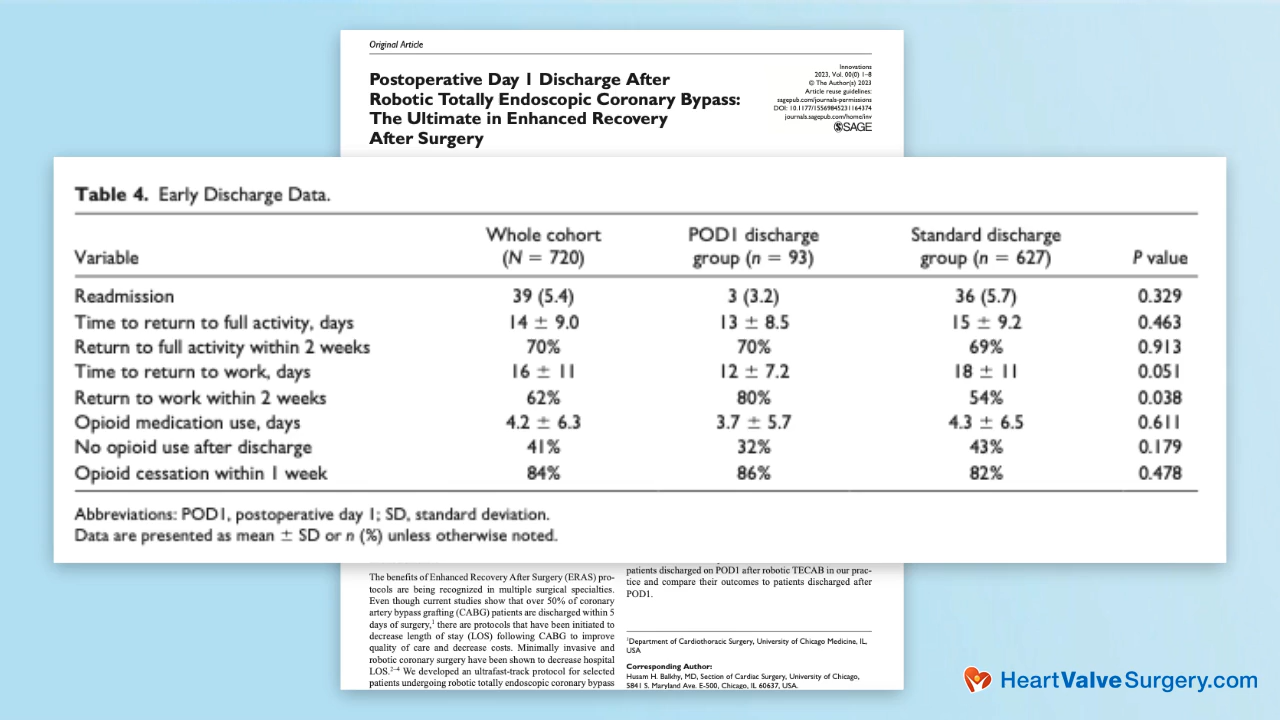 Original Article
Postoperative Day 1 Discharge After
Robotic Totally Endoscopic Coronary Bypass:
The Ultimate in Enhanced Recovery
After Surgery
Innovations
2023, Vol. 00(0) 1–8
© The Author(s) 2023
Article reuse guidelines:
sagepub.com/journals-permissions
DOI: 10.1177/15569845231164374
journals.sagepub.com/home/inv
SAGE
Table 4. Early Discharge Data.
Variable Whole cohort (N = 720) POD1 discharge group (n = 93) Standard discharge group (n = 627) P value
Readmission 39 (5.4) 3 (3.2) 36 (5.7) 0.329
Time to return to full activity, days 14 ± 9.0 13 ± 8.5 15 ± 9.2 0.463
Return to full activity within 2 weeks 70% 70% 69% 0.913
Time to return to work, days 16 ± 11 12 ± 7.2 18 ± 11 0.051
Return to work within 2 weeks 62% 80% 54% 0.038
Opioid medication use, days 4.2 ± 6.3 3.7 ± 5.7 4.3 ± 6.5 0.611
No opioid use after discharge 41% 32% 43% 0.179
Opioid cessation within 1 week 84% 86% 82% 0.478
Abbreviations: POD1, postoperative day 1; SD, standard deviation.
Data are presented as mean ± SD or n (%) unless otherwise noted.
The benefits of Enhanced Recovery After Surgery (ERAS) pro-
tocols are being recognized in multiple surgical specialties.
Even though current studies show that over 50% of coronary
artery bypass grafting (CABG) patients are discharged within 5
days of surgery,1 there are protocols that have been initiated to
decrease length of stay (LOS) following CABG to improve
quality of care and decrease costs. Minimally invasive and
robotic coronary surgery have been shown to decrease hospital
LOS.2–4 We developed an ultrafast-track protocol for selected
patients undergoing robotic totally endoscopic coronary bypass
patients discharged on POD1 after robotic TECAB in our prac-
tice and compare their outcomes to patients discharged after
POD1.
1Department of Cardiothoracic Surgery, University of Chicago Medicine, IL,
USA
Corresponding Author:
Husam H. Balkhy, MD, Section of Cardiac Surgery, University of Chicago,
5841 S. Maryland Ave. E-500, Chicago, IL 60637, USA.
HeartValveSurgery.com